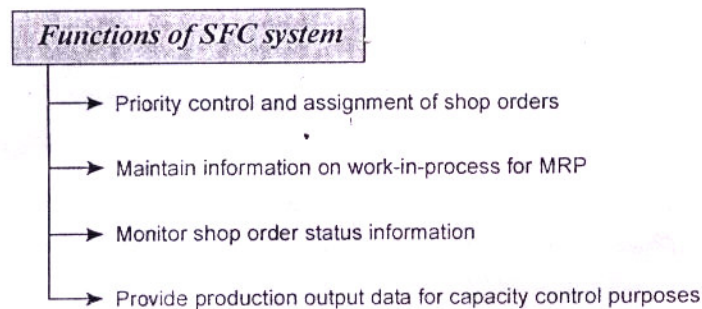 Functions of SFC system
Priority control and assignment of shop orders
Maintain information on work-in-process for MRP
Monitor shop order status information
Provide production output data for capacity control purposes